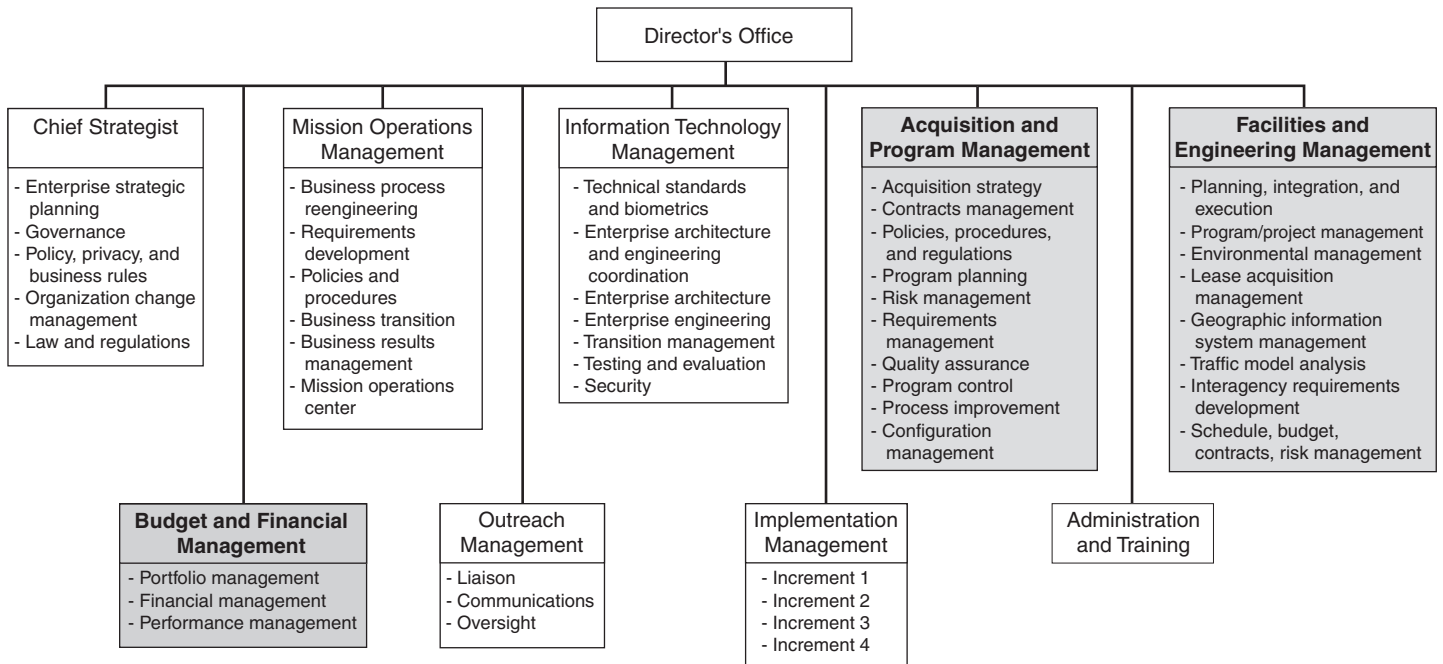 Director's Office
Chief Strategist
- Enterprise strategic
planning
- Governance
- Policy, privacy, and
business rules
- Organization change
management
- Law and regulations
Mission Operations
Management
- Business process
reengineering
- Requirements
development
- Policies and
procedures
- Business transition
- Business results
management
- Mission operations
center
Information Technology
Management
- Technical standards
and biometrics
- Enterprise architecture
and engineering
coordination
- Enterprise architecture
- Enterprise engineering
- Transition management
- Testing and evaluation
- Security
Acquisition and
Program Management
- Acquisition strategy
- Contracts management
- Policies, procedures,
and regulations
- Program planning
- Risk management
- Requirements
management
- Quality assurance
- Program control
- Process improvement
- Configuration
management
Facilities and
Engineering Management
- Planning, integration, and
execution
- Program/project management
- Environmental management
- Lease acquisition
management
- Geographic information
system management
- Traffic model analysis
- Interagency requirements
development
- Schedule, budget,
contracts, risk management
Budget and Financial
Management
- Portfolio management
- Financial management
- Performance management
Outreach
Management
- Liaison
- Communications
- Oversight
Implementation
Management
- Increment 1
- Increment 2
- Increment 3
- Increment 4
Administration
and Training